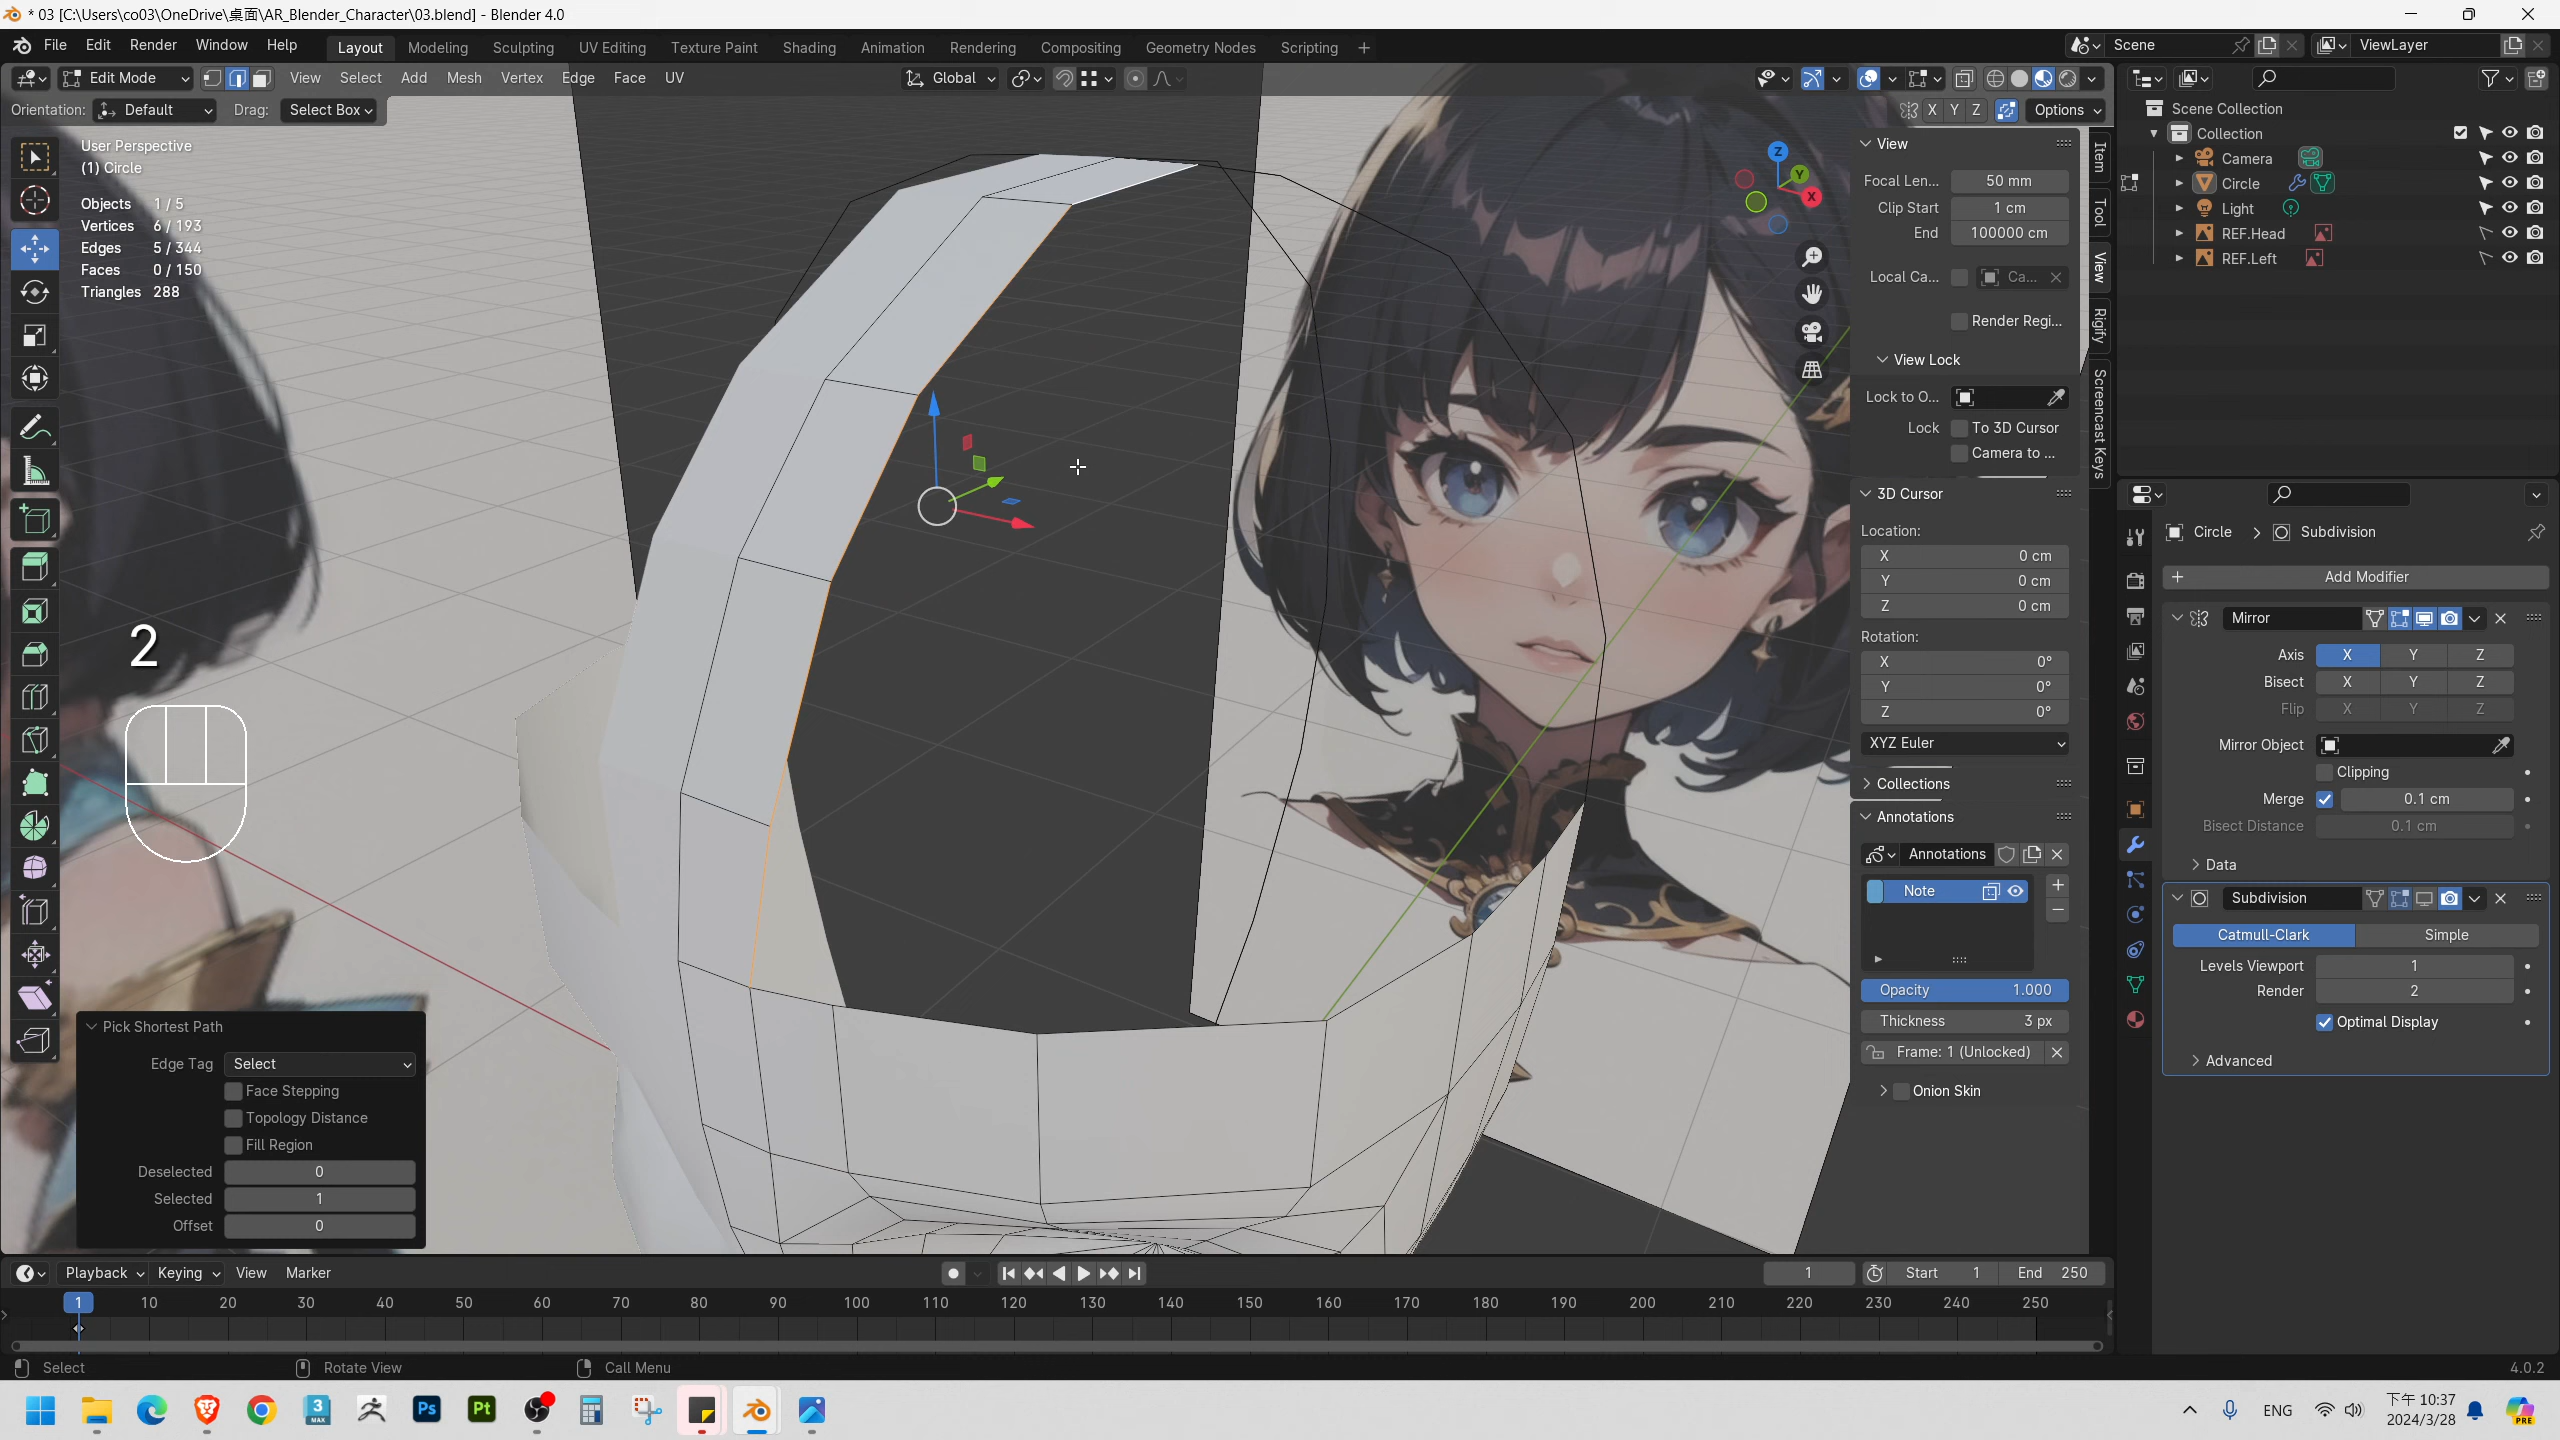 * 03 [C:\Users\co03\OneDrive\桌面\AR_Blender_Character\03.blend] - Blender 4.0
File Edit Render Window Help Layout Modeling Sculpting UV Editing Texture Paint Shading Animation Rendering Compositing Geometry Nodes Scripting + Scene ViewLayer
Edit Mode View Select Add Mesh Vertex Edge Face UV Global
Orientation: Default Drag: Select Box X Y Z Options
User Perspective
(1) Circle
Objects 1 / 5
Vertices 6 / 193
Edges 5 / 344
Faces 0 / 150
Triangles 288
2
Z
Y
X
Pick Shortest Path
Edge Tag Select
Face Stepping
Topology Distance
Fill Region
Deselected 0
Selected 1
Offset 0
View
Focal Len... 50 mm
Clip Start 1 cm
End 100000 cm
Local Ca... Ca...
Render Regi...
View Lock
Lock to O...
Lock To 3D Cursor
Camera to ...
3D Cursor
Location:
X 0 cm
Y 0 cm
Z 0 cm
Rotation:
X 0°
Y 0°
Z 0°
XYZ Euler
Collections
Annotations
Annotations
Note
Opacity 1.000
Thickness 3 px
Frame: 1 (Unlocked)
Onion Skin
Item
Tool
View
Rigify
Screencast Keys
Scene Collection
Collection
Camera
Circle
Light
REF.Head
REF.Left
Circle > Subdivision
+ Add Modifier
Mirror
Axis X Y Z
Bisect X Y Z
Flip X Y Z
Mirror Object
Clipping
Merge 0.1 cm
Bisect Distance 0.1 cm
Data
Subdivision
Catmull-Clark Simple
Levels Viewport 1
Render 2
Optimal Display
Advanced
Playback Keying View Marker 1 Start 1 End 250
1 10 20 30 40 50 60 70 80 90 100 110 120 130 140 150 160 170 180 190 200 210 220 230 240 250
Select Rotate View Call Menu 4.0.2
3 MAX Ps Pt ENG 下午 10:37
2024/3/28 PRE